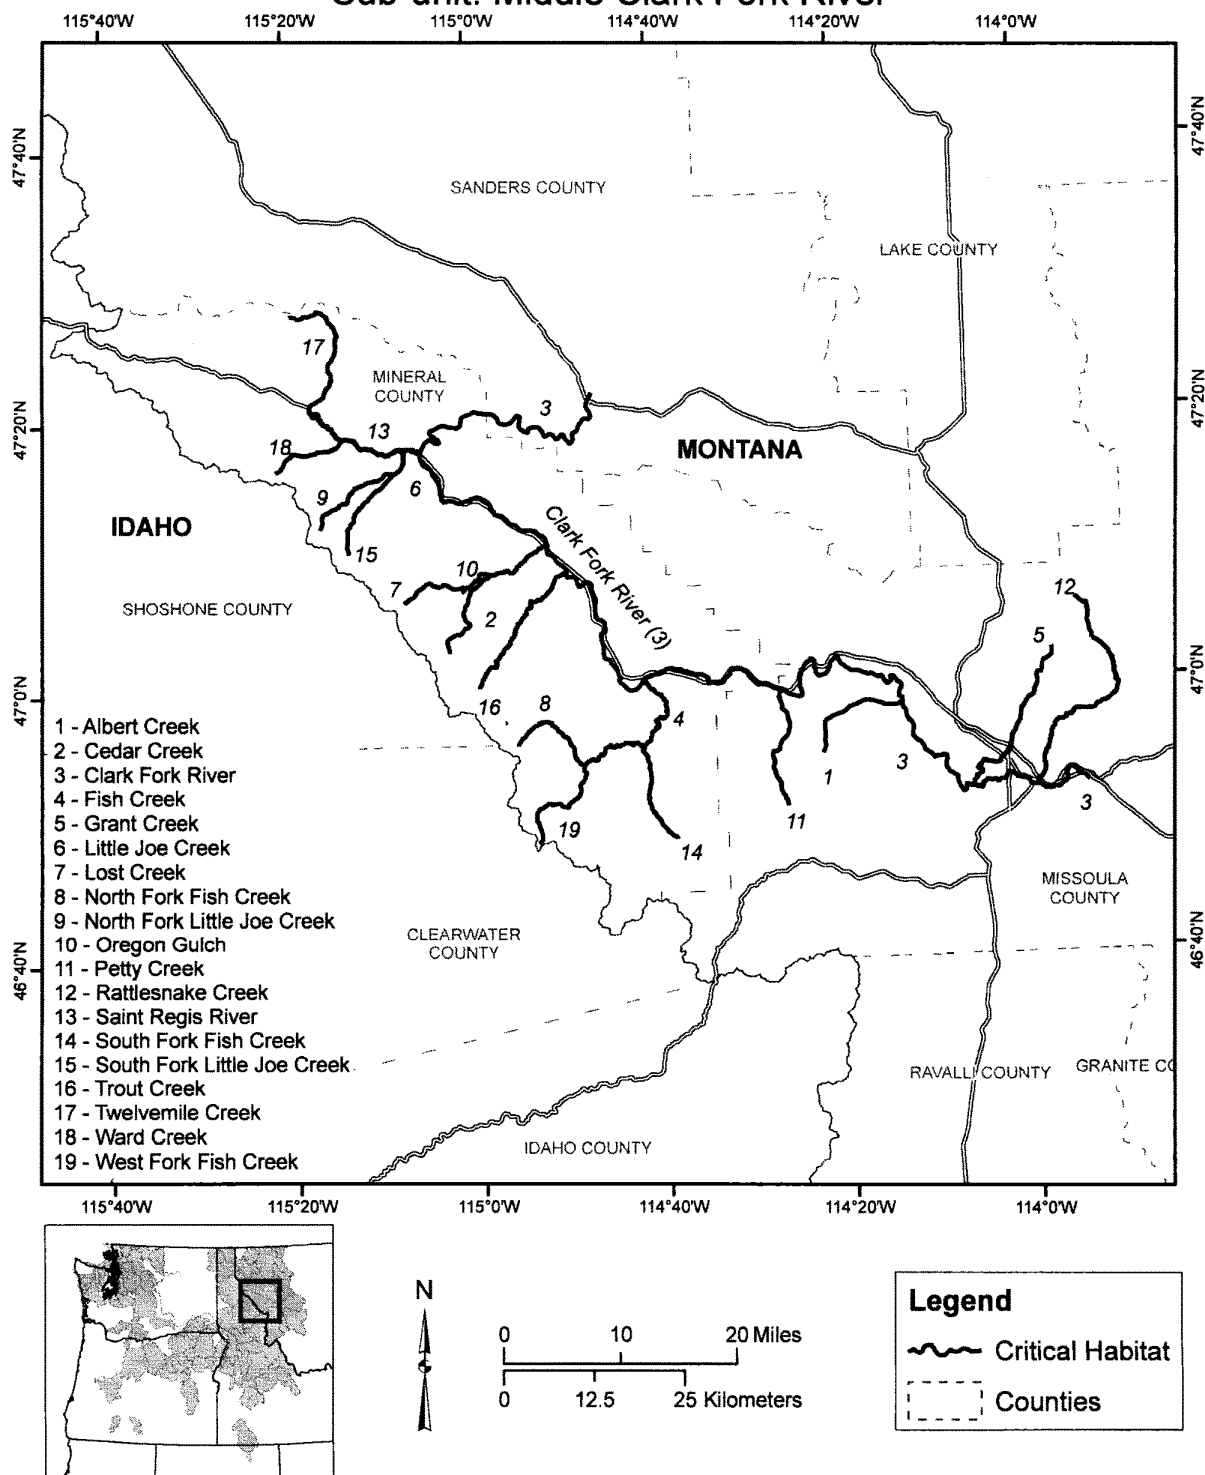 Sub-unit: Middle Clark Fork River
115°40'W 115°20'W 115°0'W 114°40'W 114°20'W 114°0'W
47°40'N
47°40'N
SANDERS COUNTY
LAKE COUNTY
17
MINERAL
COUNTY
3
47°20'N
47°20'N
13
18
MONTANA
6
9
IDAHO
Clark Fork River (3)
15
10
7
12
SHOSHONE COUNTY
2
5
47°0'N
47°0'N
16
8
4
3
1
3
11
19
14
1 - Albert Creek
2 - Cedar Creek
3 - Clark Fork River
4 - Fish Creek
5 - Grant Creek
6 - Little Joe Creek
7 - Lost Creek
8 - North Fork Fish Creek
9 - North Fork Little Joe Creek
10 - Oregon Gulch
11 - Petty Creek
12 - Rattlesnake Creek
13 - Saint Regis River
14 - South Fork Fish Creek
15 - South Fork Little Joe Creek
16 - Trout Creek
17 - Twelvemile Creek
18 - Ward Creek
19 - West Fork Fish Creek
MISSOULA
COUNTY
CLEARWATER
COUNTY
46°40'N
46°40'N
RAVALLI COUNTY
GRANITE CO
IDAHO COUNTY
115°40'W 115°20'W 115°0'W 114°40'W 114°20'W 114°0'W
N
0 10 20 Miles
0 12.5 25 Kilometers
Legend
Critical Habitat
Counties